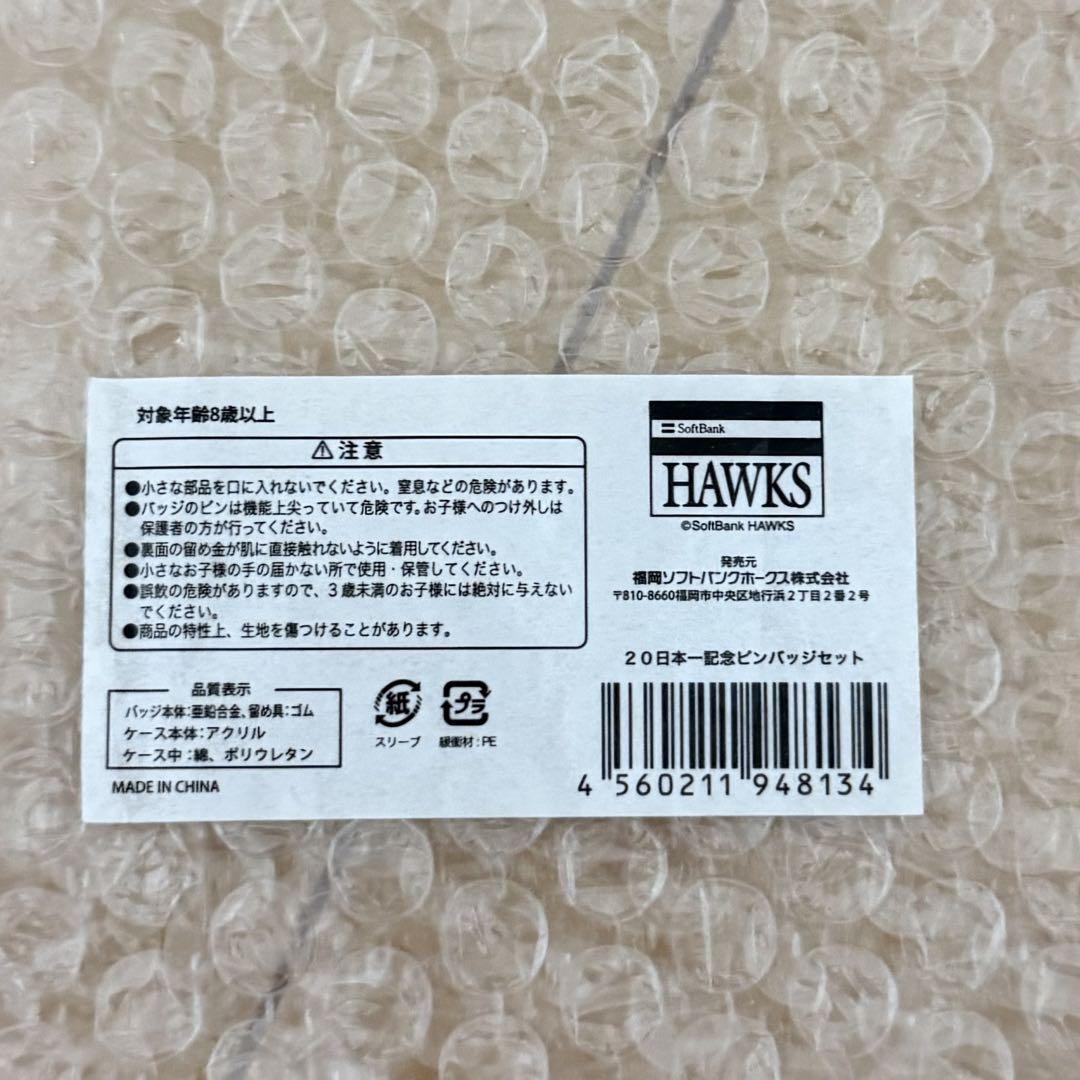 対象年齢8歳以上
注意
●小さな部品を口に入れないでください。窒息などの危険があります。
●バッジのピンは機能上尖っていて危険です。お子様へのつけ外しは
保護者の方が行ってください。
●裏面の留め金が肌に直接触れないように着用してください。
●小さなお子様の手の届かない所で使用・保管してください。
●誤飲の危険がありますので、3歳未満のお子様には絶対に与えない
でください。
●商品の特性上、生地を傷つけることがあります。
品質表示
バッジ本体:亜鉛合金、留め具:ゴム
ケース本体:アクリル
ケース中:綿、ポリウレタン
MADE IN CHINA
紙
スリーブ
プラ
緩衝材:PE
SoftBank
HAWKS
©SoftBank HAWKS
発売元
福岡ソフトバンクホークス株式会社
〒810-8660福岡市中央区地行浜2丁目2番2号
20日本一記念ピンバッジセット
4 560211 948134